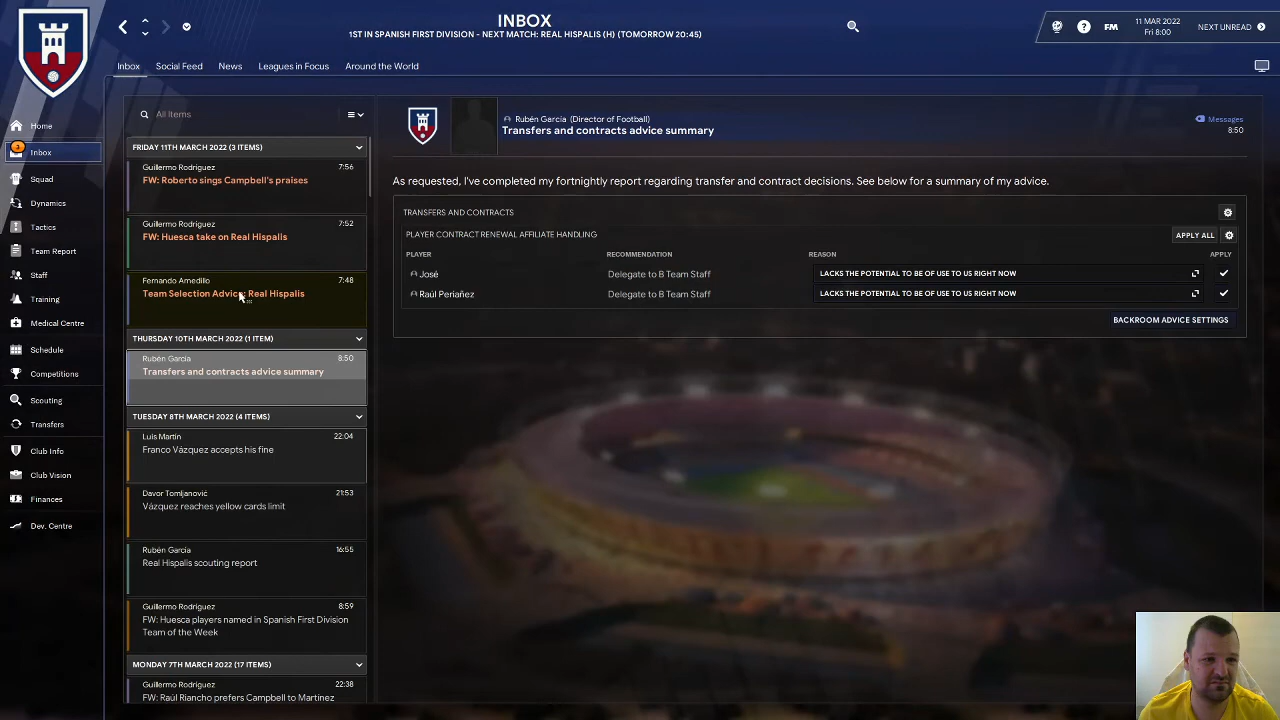 INBOX
1ST IN SPANISH FIRST DIVISION - NEXT MATCH: REAL HISPALIS (H) (TOMORROW 20:45)
FM
11 MAR 2022
Fri 8:00
NEXT UNREAD
Inbox
Social Feed
News
Leagues in Focus
Around the World
Home
3
Inbox
Squad
Dynamics
Tactics
Team Report
Staff
Training
Medical Centre
Schedule
Competitions
Scouting
Transfers
Club Info
Club Vision
Finances
Dev. Centre
All Items
FRIDAY 11TH MARCH 2022 (3 ITEMS)
Guillermo Rodríguez 7:56
FW: Roberto sings Campbell's praises
Guillermo Rodríguez 7:52
FW: Huesca take on Real Hispalis
Fernando Arnedillo 7:48
Team Selection Advice: Real Hispalis
THURSDAY 10TH MARCH 2022 (1 ITEM)
Rubén García 8:50
Transfers and contracts advice summary
TUESDAY 8TH MARCH 2022 (4 ITEMS)
Luis Martín 22:04
Franco Vázquez accepts his fine
Davor Tomljanović 21:53
Vázquez reaches yellow cards limit
Rubén García 16:55
Real Hispalis scouting report
Guillermo Rodríguez 8:59
FW: Huesca players named in Spanish First Division
Team of the Week
MONDAY 7TH MARCH 2022 (17 ITEMS)
Guillermo Rodríguez 22:38
FW: Raúl Riancho prefers Campbell to Martínez
Rubén García (Director of Football)
Transfers and contracts advice summary
Messages
8:50
As requested, I've completed my fortnightly report regarding transfer and contract decisions. See below for a summary of my advice.
TRANSFERS AND CONTRACTS
PLAYER CONTRACT RENEWAL AFFILIATE HANDLING
APPLY ALL
PLAYER RECOMMENDATION REASON APPLY
José Delegate to B Team Staff LACKS THE POTENTIAL TO BE OF USE TO US RIGHT NOW
Raúl Periañez Delegate to B Team Staff LACKS THE POTENTIAL TO BE OF USE TO US RIGHT NOW
BACKROOM ADVICE SETTINGS